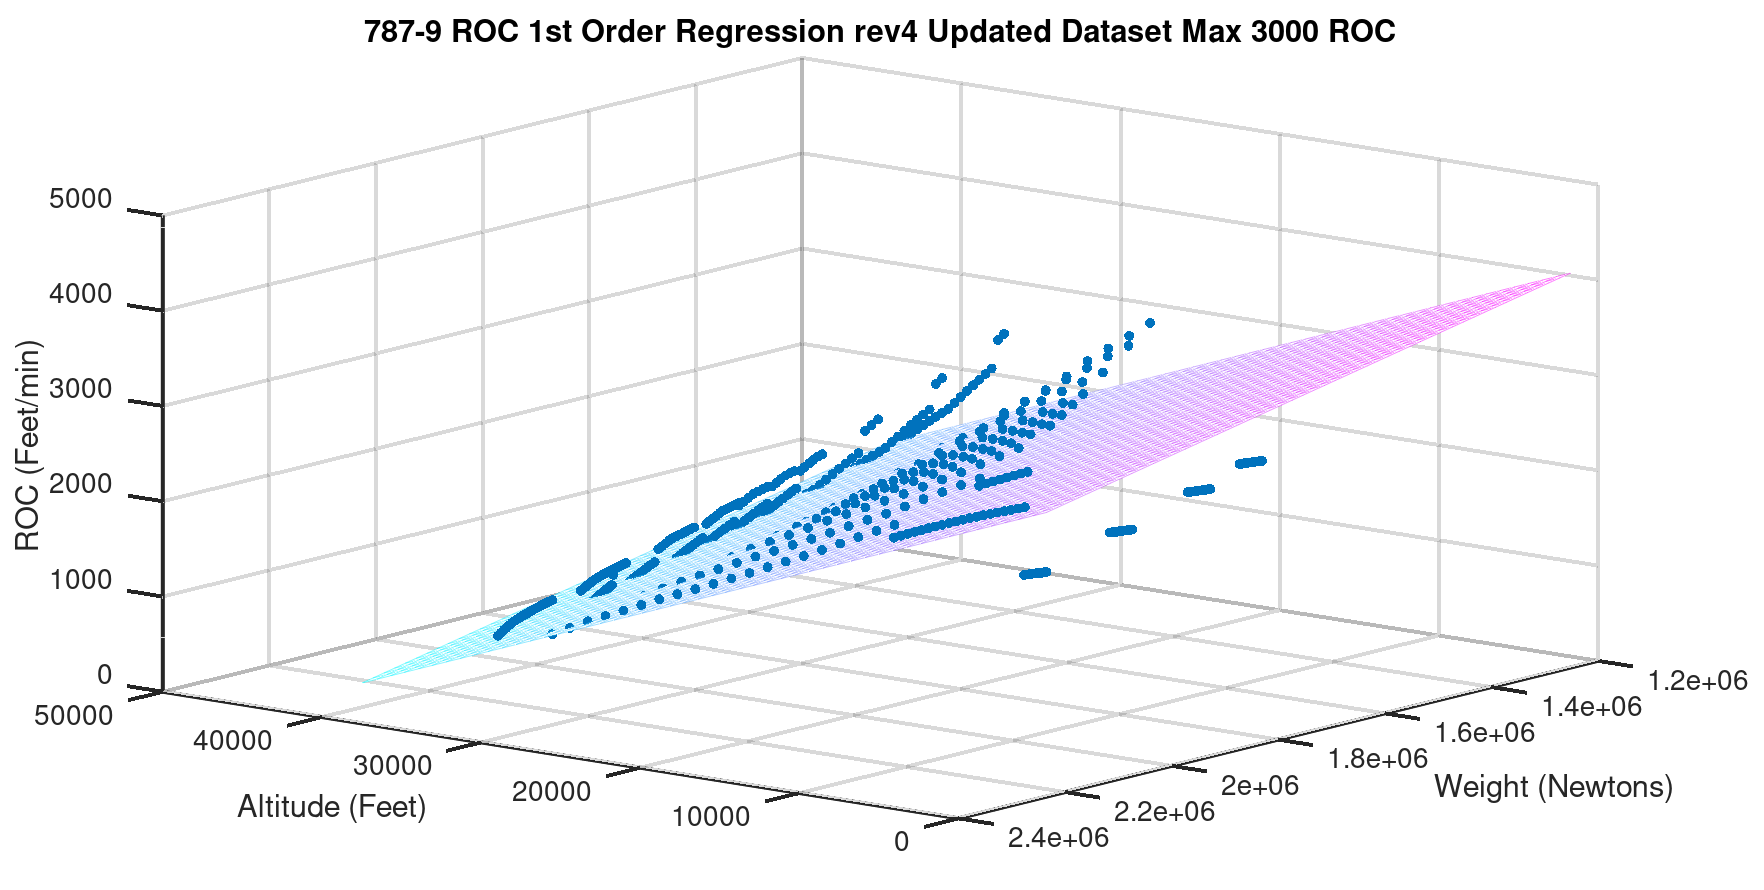 787-9 ROC 1st Order Regression rev4 Updated Dataset Max 3000 ROC
5000
4000
3000
2000
1000
0
ROC (Feet/min)
50000
40000
30000
20000
10000
0
Altitude (Feet)
2.4e+06
2.2e+06
2e+06
1.8e+06
1.6e+06
1.4e+06
1.2e+06
Weight (Newtons)